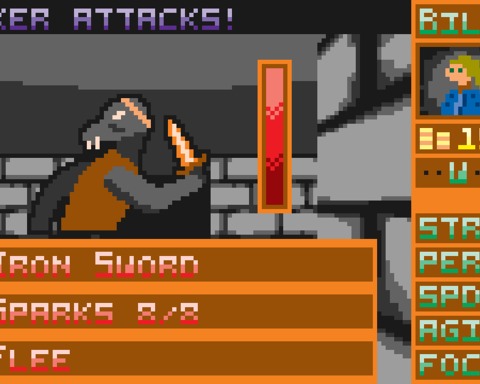 KER ATTACKS!
Iron Sword
Sparks 8/8
Flee
W
STR
PER
SPD
AGI
FOC